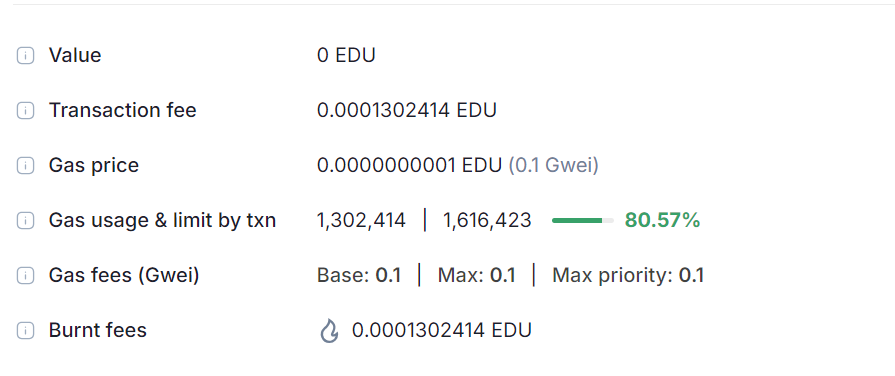 Value 0 EDU
Transaction fee 0.0001302414 EDU
Gas price 0.0000000001 EDU (0.1 Gwei)
Gas usage & limit by txn 1,302,414 | 1,616,423 80.57%
Gas fees (Gwei) Base: 0.1 | Max: 0.1 | Max priority: 0.1
Burnt fees 0.0001302414 EDU